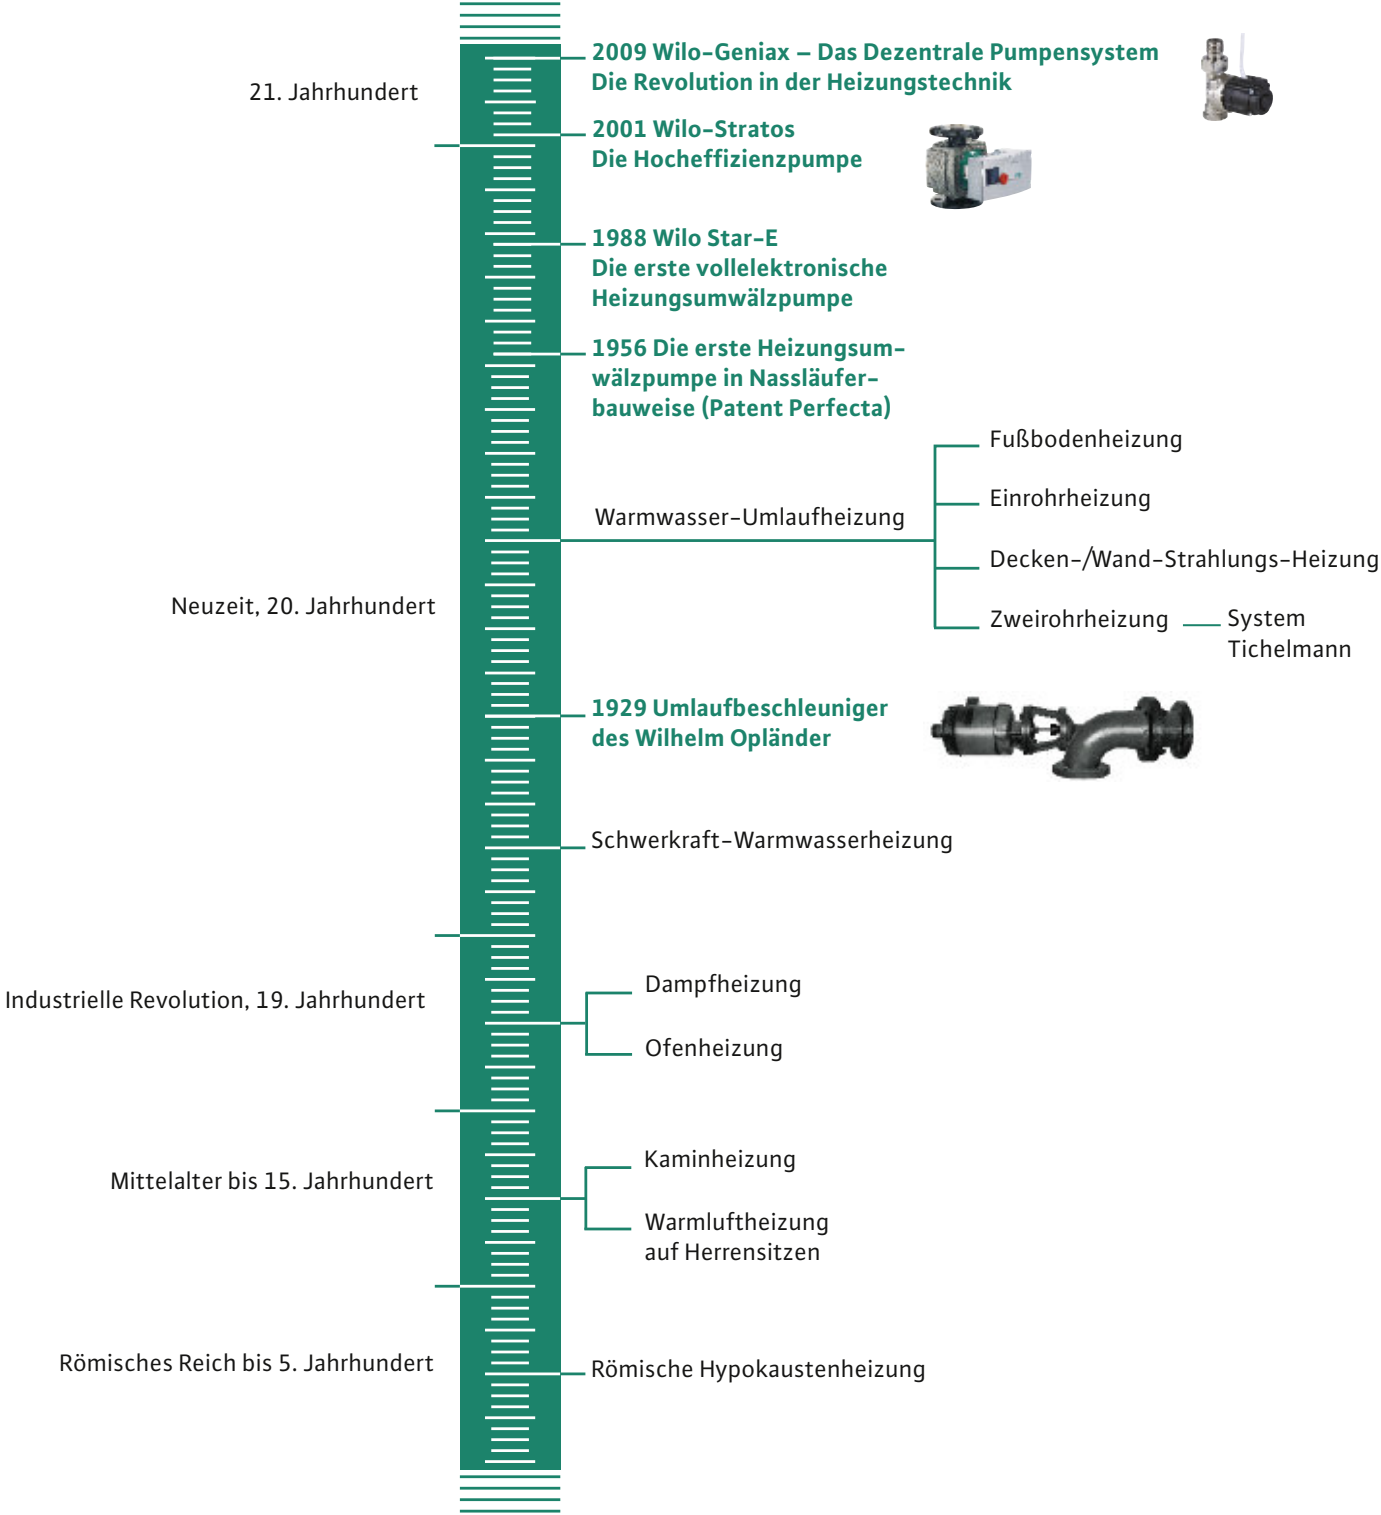 21. Jahrhundert
2009 Wilo-Geniax – Das Dezentrale Pumpensystem
Die Revolution in der Heizungstechnik
2001 Wilo-Stratos
Die Hocheffizienzpumpe
1988 Wilo Star-E
Die erste vollelektronische
Heizungsumwälzpumpe
1956 Die erste Heizungsum-
wälzpumpe in Nassläufer-
bauweise (Patent Perfecta)
Neuzeit, 20. Jahrhundert
Warmwasser-Umlaufheizung
Fußbodenheizung
Einrohrheizung
Decken-/Wand-Strahlungs-Heizung
Zweirohrheizung
System
Tichelmann
1929 Umlaufbeschleuniger
des Wilhelm Opländer
Schwerkraft-Warmwasserheizung
Industrielle Revolution, 19. Jahrhundert
Dampfheizung
Ofenheizung
Mittelalter bis 15. Jahrhundert
Kaminheizung
Warmluftheizung
auf Herrensitzen
Römisches Reich bis 5. Jahrhundert
Römische Hypokaustenheizung